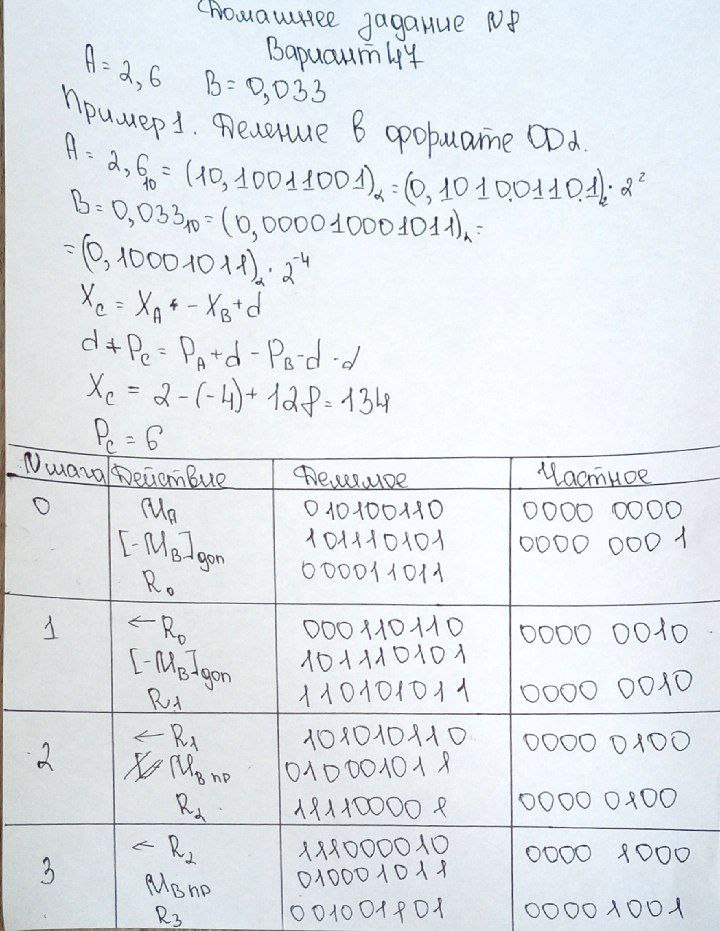 Домашнее задание N8
Вариант 47
A = 2,6 B = 0,033
Пример 1. Деление в формате Ф2.
A = 2,6₁₀ = (10,10011001)₂ = (0,1010.0110.1)₂ · 2²
B = 0,033₁₀ = (0,000010001011)₂ =
= (0,10001011)₂ · 2⁻⁴
Xc = XA + - XB + d
d + Pc = PA + d - PB - d · d
Xc = 2 - (-4) + 128 = 134
Pc = 6
N шага Действие Делимое Частное
0 MA 010100110 0000 0000
[-MB]доп 101110101 0000 0001
R₀ 000011011
1 ← R₀ 000110110 0000 0010
[-MB]доп 101110101
R₁ 110101011 0000 0010
2 ← R₁ 101010110 0000 0100
MB пр 010001011
R₂ 111100001 0000 0100
3 ← R₂ 111000010 0000 1000
MB пр 010001011
R₃ 001001101 0000 1001